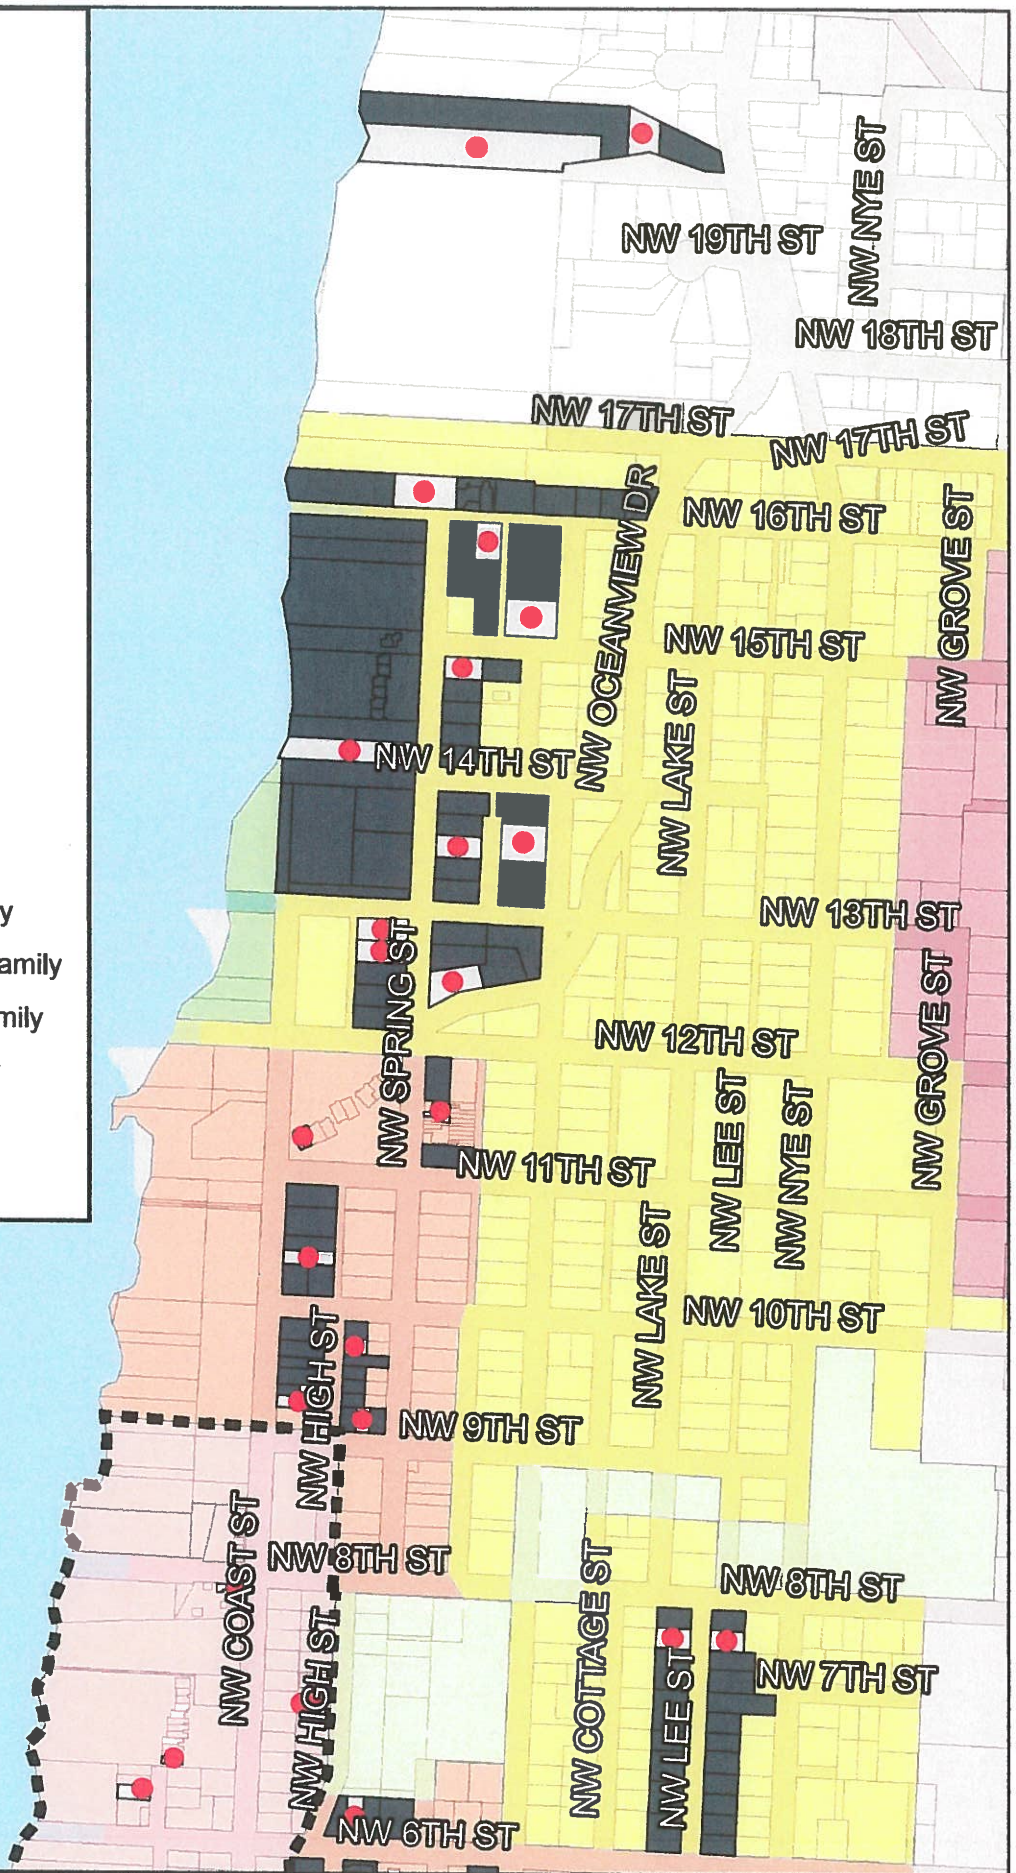 NW NYE ST
NW 19TH ST
NW 18TH ST
NW 17TH ST
NW 17TH ST
NW OCEANVIEW DR
NW 16TH ST
NW GROVE ST
NW 15TH ST
NW LAKE ST
NW 14TH ST
y
amily
mily
NW 13TH ST
NW SPRING ST
NW GROVE ST
NW 12TH ST
NW LEE ST
NW NYE ST
NW 11TH ST
NW LAKE ST
NW 10TH ST
NW HIGH ST
NW 9TH ST
NW COAST ST
NW 8TH ST
NW COTTAGE ST
NW 8TH ST
NW HIGH ST
NW LEE ST
NW 7TH ST
NW 6TH ST